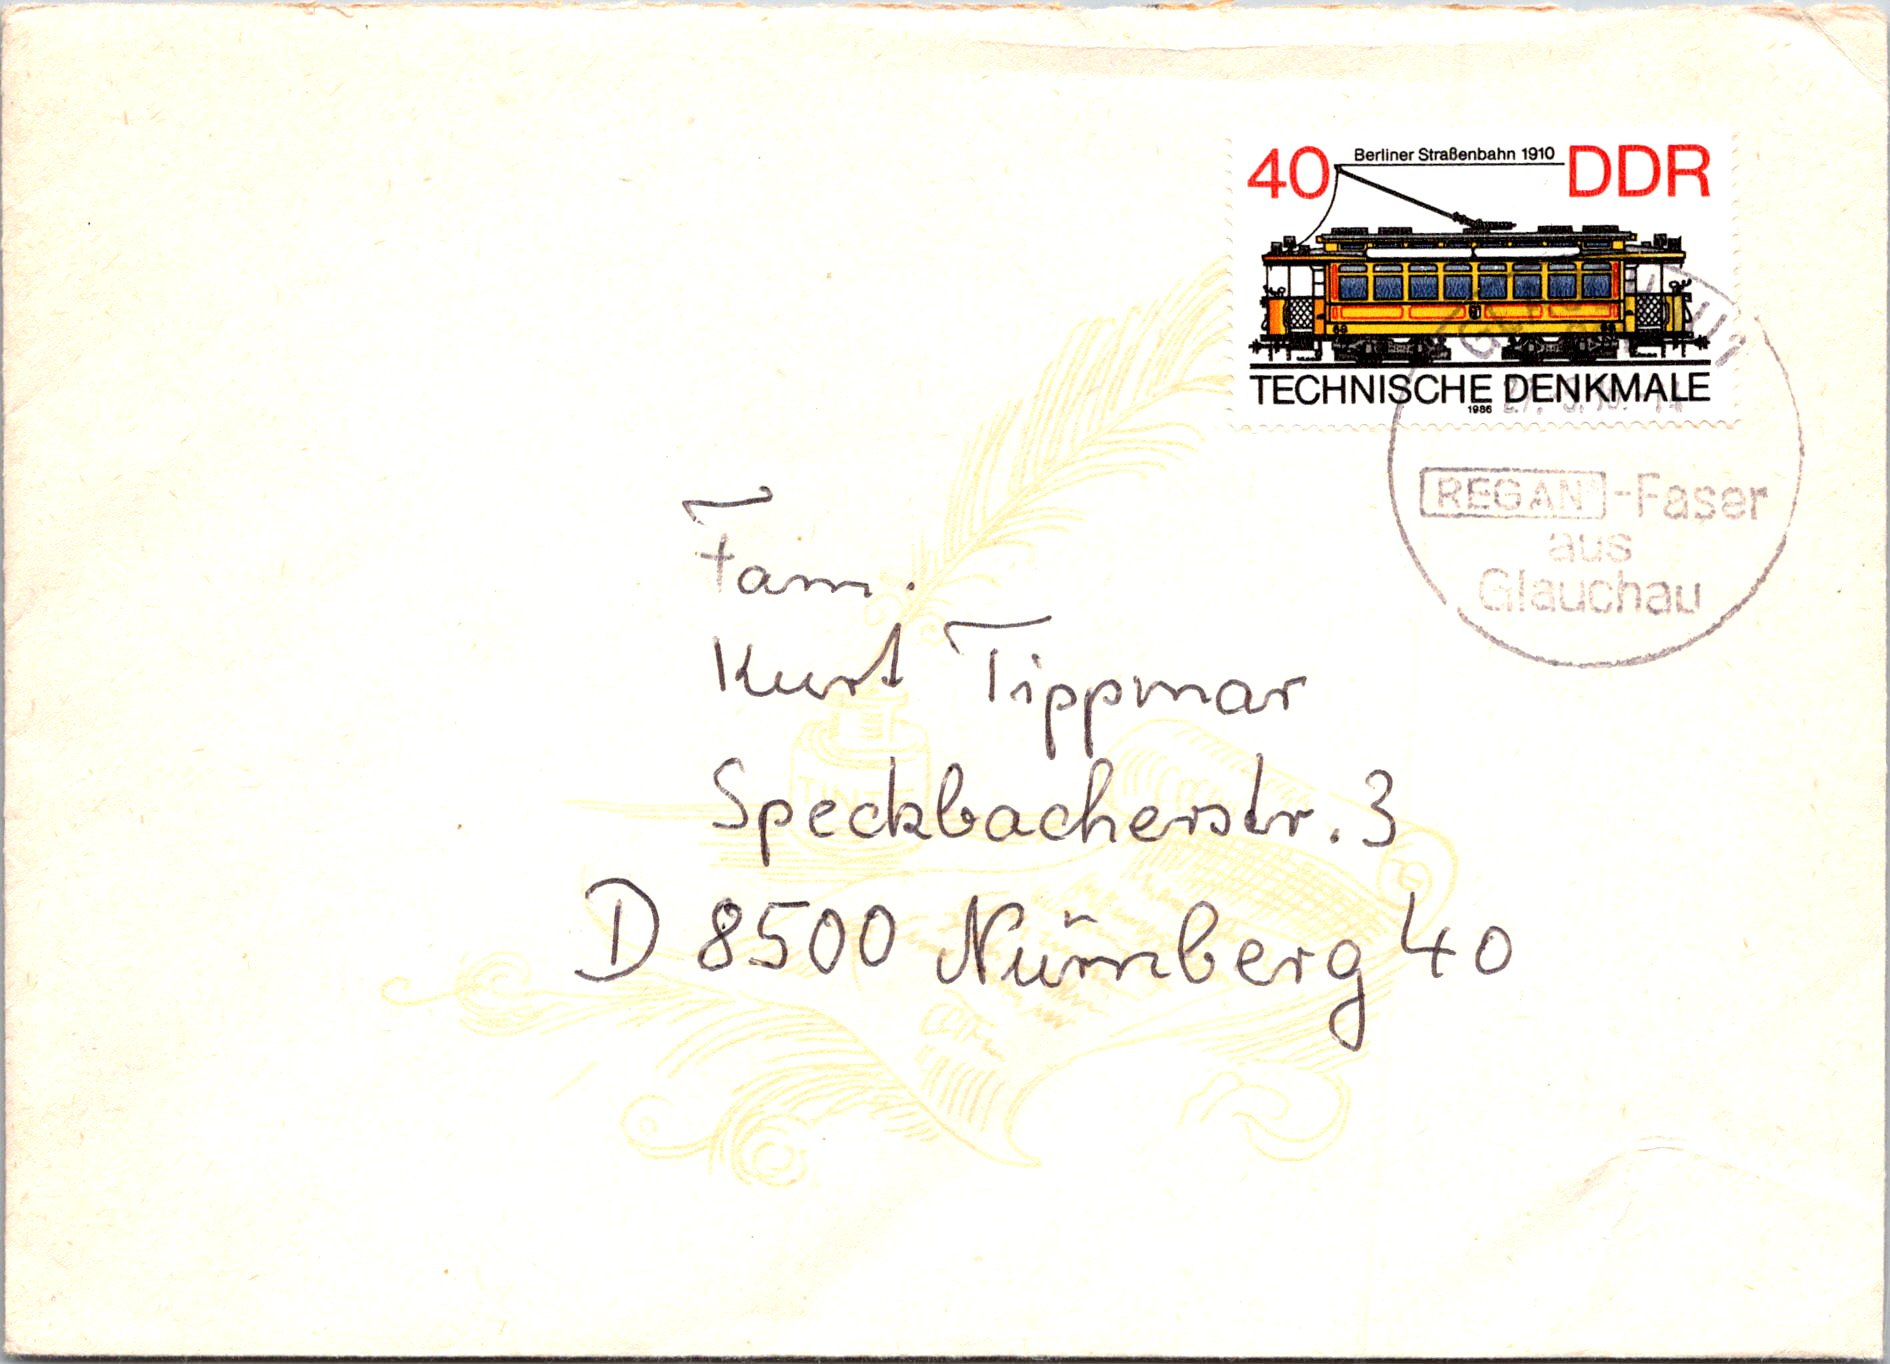 40 Berliner Straßenbahn 1910 DDR
TECHNISCHE DENKMALE
1986
REGAN -Faser
aus
Glauchau
Fam.
Kurt Tippmar
Speckbacherstr. 3
D 8500 Nürnberg 40
TINTE